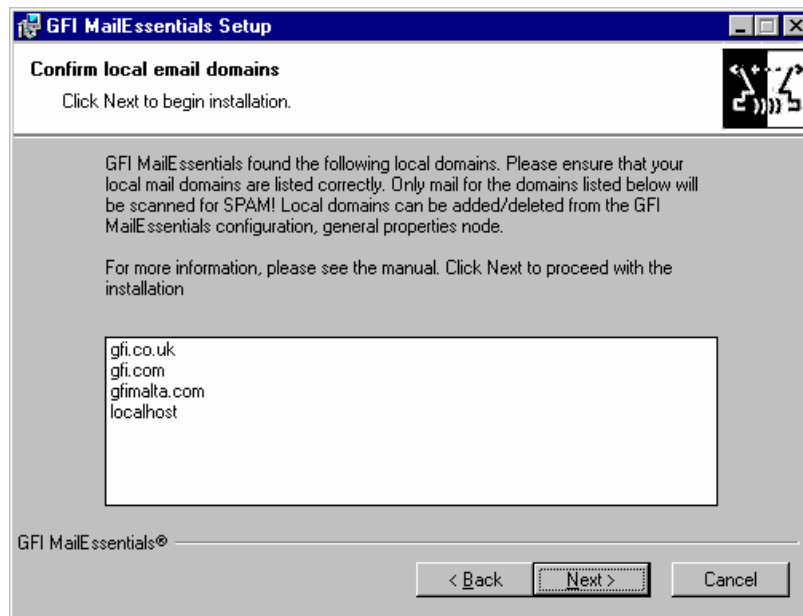 GFI MailEssentials Setup
Confirm local email domains
Click Next to begin installation.
GFI MailEssentials found the following local domains. Please ensure that your
local mail domains are listed correctly. Only mail for the domains listed below will
be scanned for SPAM! Local domains can be added/deleted from the GFI
MailEssentials configuration, general properties node.
For more information, please see the manual. Click Next to proceed with the
installation
gfi.co.uk
gfi.com
gfimalta.com
localhost
GFI MailEssentials®
< Back Next > Cancel